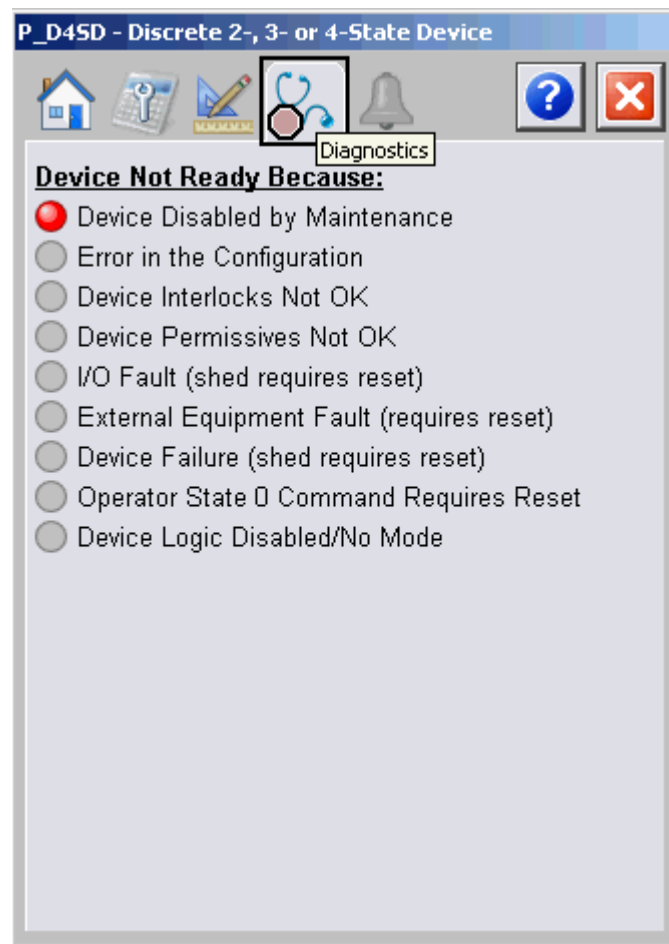 P_D4SD - Discrete 2-, 3- or 4-State Device
?
Diagnostics
Device Not Ready Because:
Device Disabled by Maintenance
Error in the Configuration
Device Interlocks Not OK
Device Permissives Not OK
I/O Fault (shed requires reset)
External Equipment Fault (requires reset)
Device Failure (shed requires reset)
Operator State 0 Command Requires Reset
Device Logic Disabled/No Mode